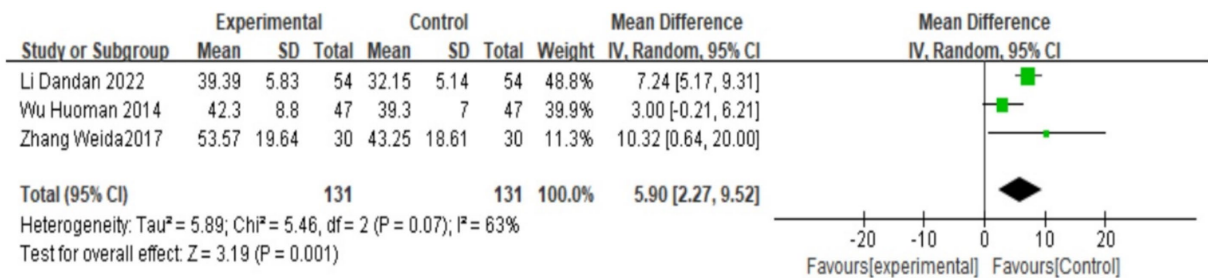 Experimental Control Mean Difference Mean Difference
Study or Subgroup Mean SD Total Mean SD Total Weight IV, Random, 95% CI IV, Random, 95% CI
Li Dandan 2022 39.39 5.83 54 32.15 5.14 54 48.8% 7.24 [5.17, 9.31]
Wu Huoman 2014 42.3 8.8 47 39.3 7 47 39.9% 3.00 [-0.21, 6.21]
Zhang Weida2017 53.57 19.64 30 43.25 18.61 30 11.3% 10.32 [0.64, 20.00]
Total (95% CI) 131 131 100.0% 5.90 [2.27, 9.52]
Heterogeneity: Tau² = 5.89; Chi² = 5.46, df = 2 (P = 0.07); I² = 63%
Test for overall effect: Z = 3.19 (P = 0.001)
-20 -10 0 10 20
Favours[experimental] Favours[Control]